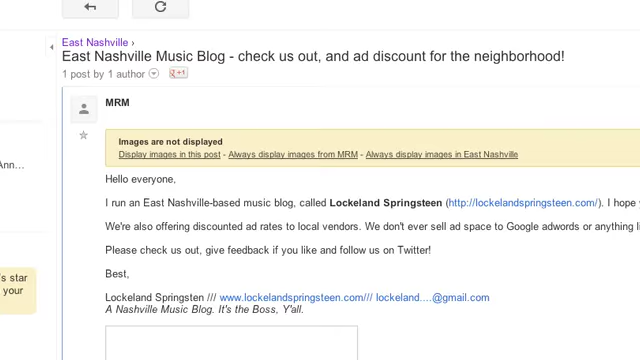 East Nashville ›
East Nashville Music Blog - check us out, and ad discount for the neighborhood!
1 post by 1 author
g+1
MRM
Images are not displayed
Display images in this post - Always display images from MRM - Always display images in East Nashville
Ann...
Hello everyone,
I run an East Nashville-based music blog, called Lockeland Springsteen (http://lockelandspringsteen.com/). I hope
We're also offering discounted ad rates to local vendors. We don't ever sell ad space to Google adwords or anything li
Please check us out, give feedback if you like and follow us on Twitter!
Best,
's star
your
Lockeland Springsten /// www.lockelandspringsteen.com/// lockeland....@gmail.com
A Nashville Music Blog. It's the Boss, Y'all.